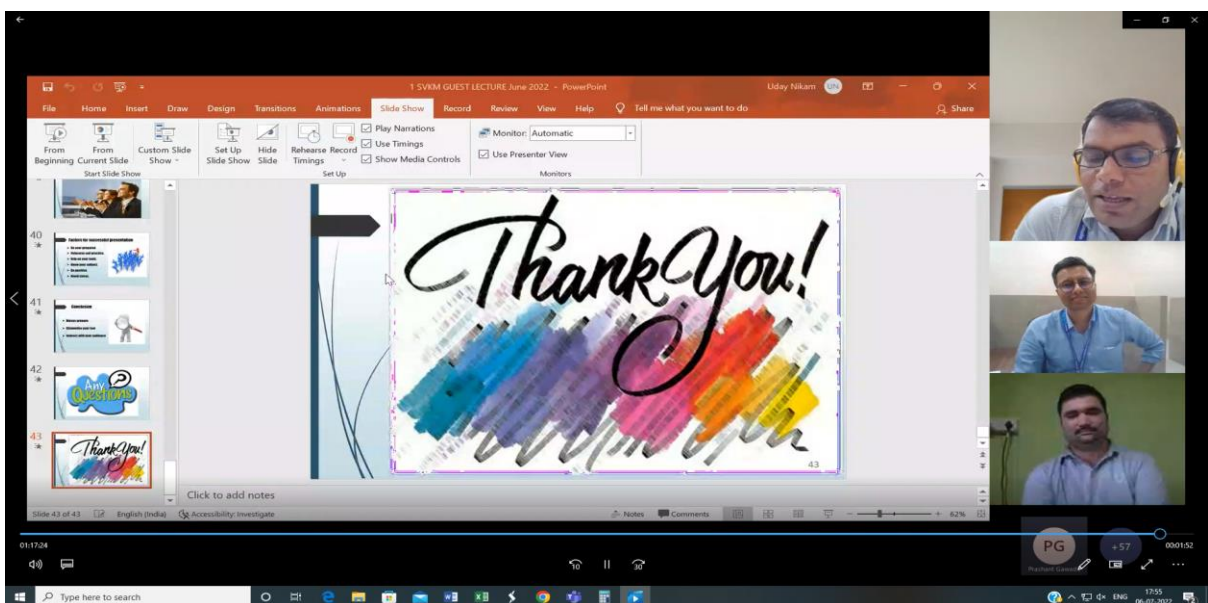 1 SVKM GUEST LECTURE June 2022 - PowerPoint
Uday Nikam
UN
File Home Insert Draw Design Transitions Animations Slide Show Record Review View Help Tell me what you want to do
Share
From Beginning
From Current Slide
Custom Slide Show
Set Up Slide Show
Hide Slide
Rehearse Timings
Record
Play Narrations
Use Timings
Show Media Controls
Monitor: Automatic
Use Presenter View
Start Slide Show
Set Up
Monitors
40
41
Conclusion
42
Any Questions
43
Thank You!
Thank You!
43
Click to add notes
Slide 43 of 43
English (India)
Accessibility: Investigate
Notes
Comments
62%
PG
+57
01:17:24
00:01:52
10
30
Type here to search
ENG
17:55
06-07-2022